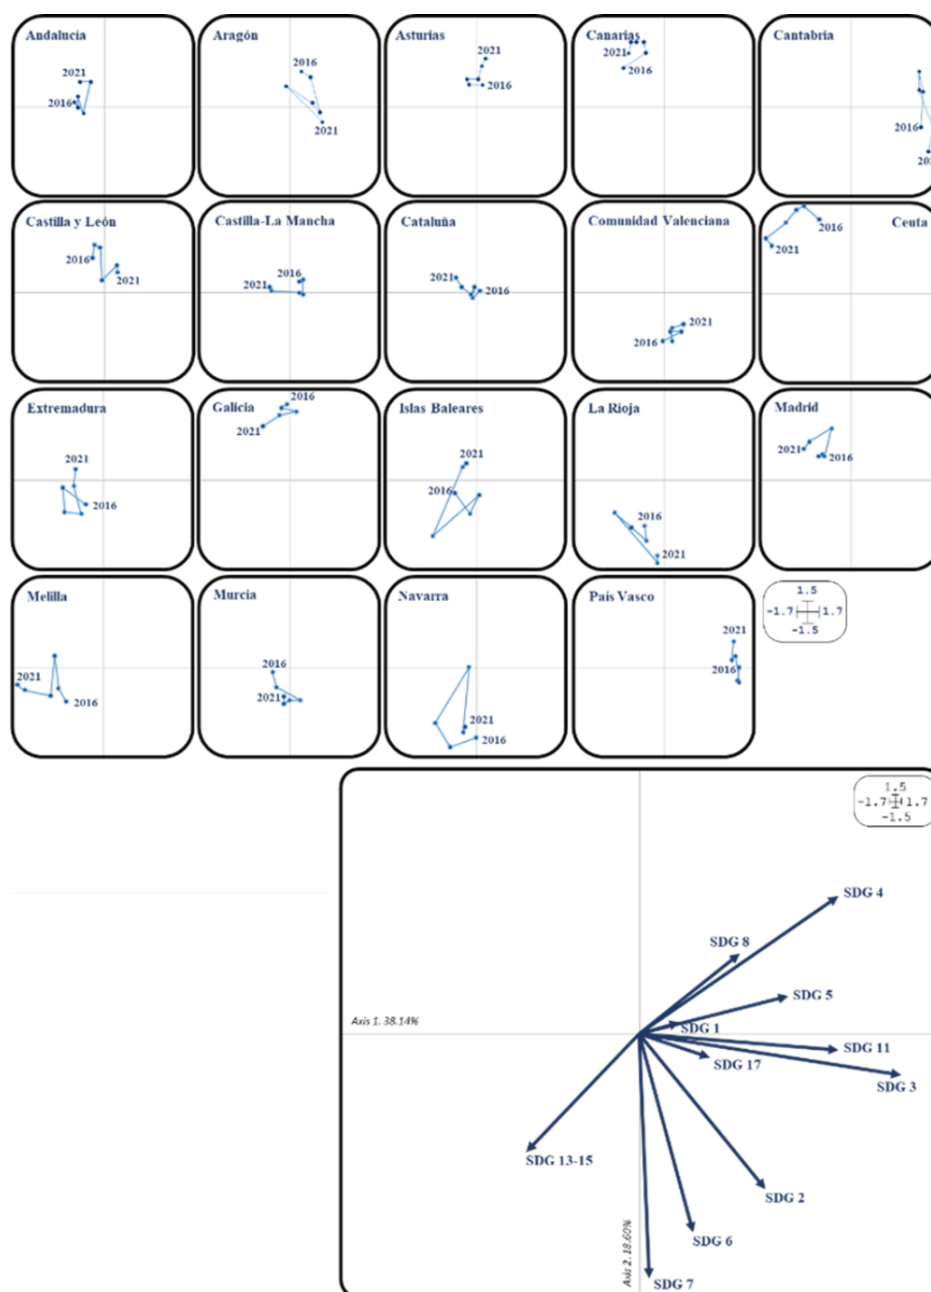 Andalucía
2021
2016
Aragón
2016
2021
Asturias
2021
2016
Canarias
2021
2016
Cantabria
2016
Castilla y León
2016
2021
Castilla-La Mancha
2016
2021
Cataluña
2021
2016
Comunidad Valenciana
2021
2016
Ceuta
2016
2021
Extremadura
2021
2016
Galicia
2016
2021
Islas Baleares
2021
2016
La Rioja
2016
2021
Madrid
2021
2016
Melilla
2021
2016
Murcia
2016
2021
Navarra
2021
2016
País Vasco
2021
2016
1.5
-1.7 1.7
-1.5
1.5
-1.7 1.7
-1.5
SDG 4
SDG 8
SDG 5
Axis 1. 38.14%
SDG 1
SDG 11
SDG 17
SDG 3
SDG 13-15
SDG 2
SDG 6
Axis 2. 18.60%
SDG 7